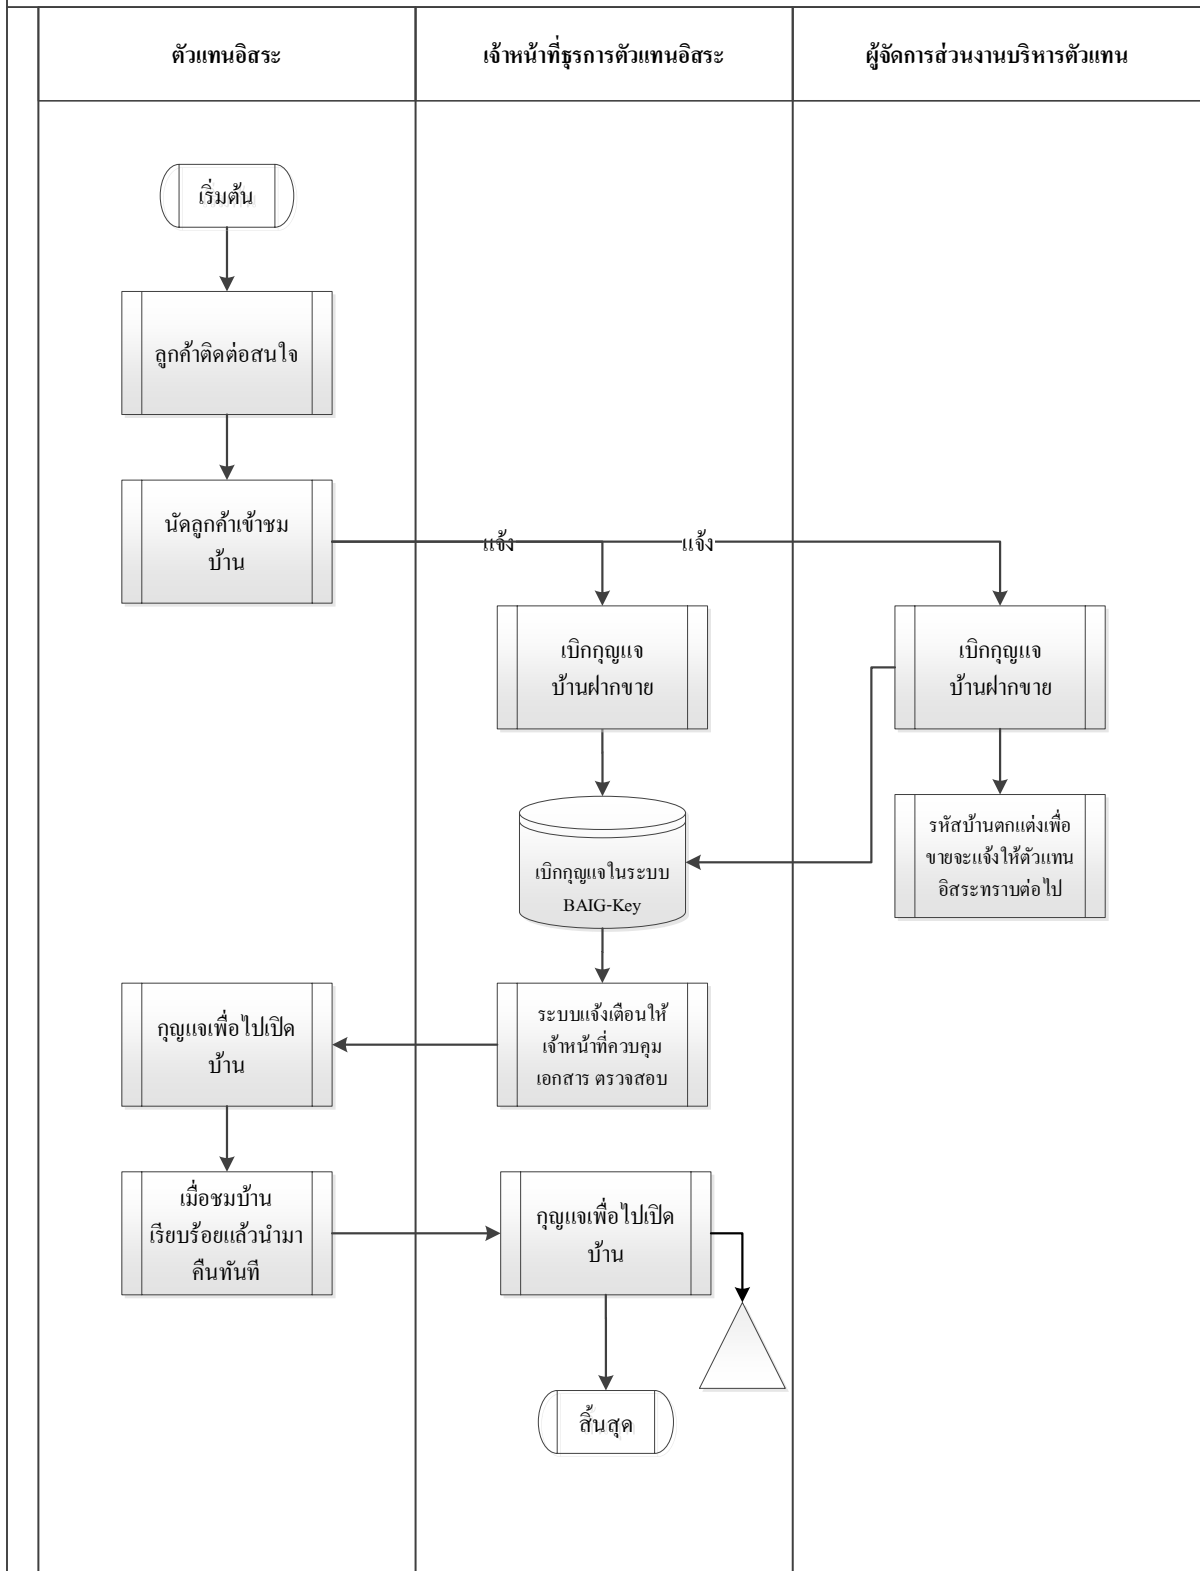 ตัวแทนอิสระ
เจ้าหน้าที่ธุรการตัวแทนอิสระ
ผู้จัดการส่วนงานบริหารตัวแทน
เริ่มต้น
ลูกค้าติดต่อสนใจ
นัดลูกค้าเข้าชม
บ้าน
แจ้ง
แจ้ง
เบิกกุญแจ
บ้านฝากขาย
เบิกกุญแจ
บ้านฝากขาย
เบิกกุญแจในระบบ
BAIG-Key
รหัสบ้านตกแต่งเพื่อ
ขายจะแจ้งให้ตัวแทน
อิสระทราบต่อไป
ระบบแจ้งเตือนให้
เจ้าหน้าที่ควบคุม
เอกสาร ตรวจสอบ
กุญแจเพื่อไปเปิด
บ้าน
เมื่อชมบ้าน
เรียบร้อยแล้วนำมา
คืนทันที
กุญแจเพื่อไปเปิด
บ้าน
สิ้นสุด